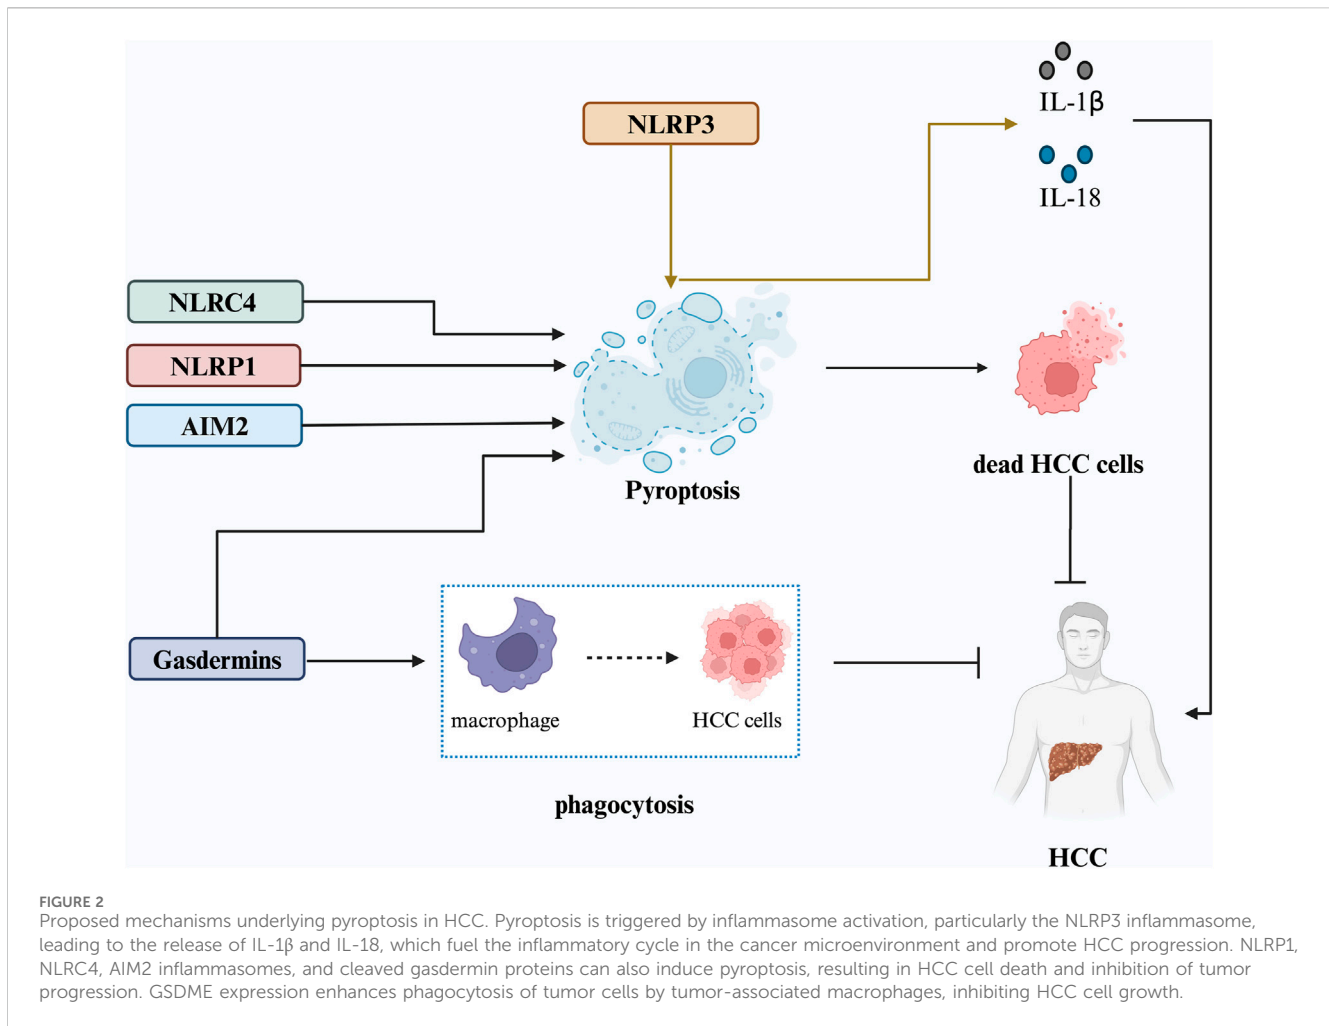 IL-1β
NLRP3
IL-18
NLRC4
NLRP1
AIM2
dead HCC cells
Pyroptosis
Gasdermins
macrophage
HCC cells
phagocytosis
HCC
FIGURE 2
Proposed mechanisms underlying pyroptosis in HCC. Pyroptosis is triggered by inflammasome activation, particularly the NLRP3 inflammasome,
leading to the release of IL-1β and IL-18, which fuel the inflammatory cycle in the cancer microenvironment and promote HCC progression. NLRP1,
NLRC4, AIM2 inflammasomes, and cleaved gasdermin proteins can also induce pyroptosis, resulting in HCC cell death and inhibition of tumor
progression. GSDME expression enhances phagocytosis of tumor cells by tumor-associated macrophages, inhibiting HCC cell growth.